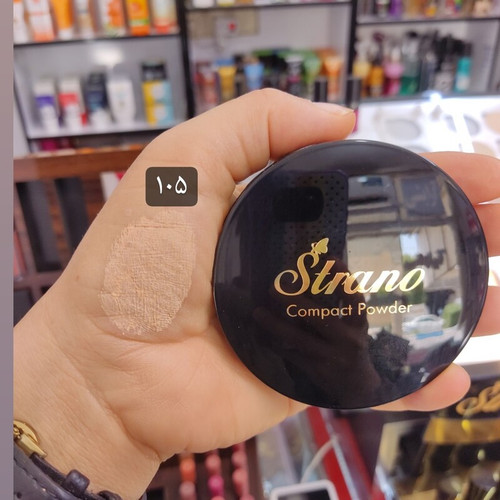 ۱۰۵
Strano
Compact Powder